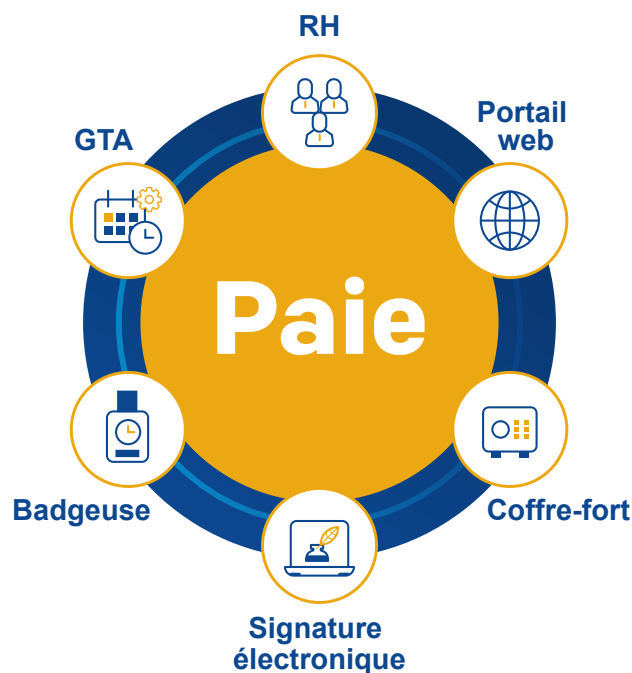 RH
GTA
Portail
web
Paie
Badgeuse
Coffre-fort
Signature
électronique